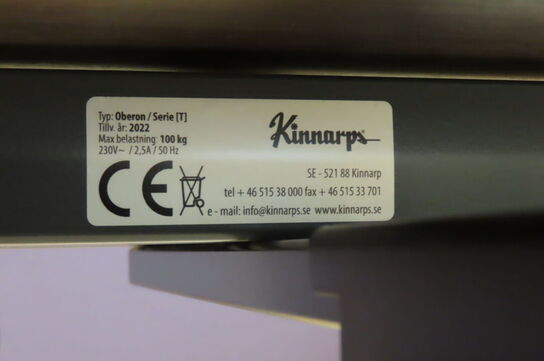 Typ: Oberon / Serie [T]
Tillv. år: 2022
Max belastning: 100 kg
230V~ / 2,5A / 50 Hz
CE
Kinnarps
SE - 521 88 Kinnarp
tel + 46 515 38 000 fax + 46 515 33 701
e - mail: info@kinnarps.se www.kinnarps.se